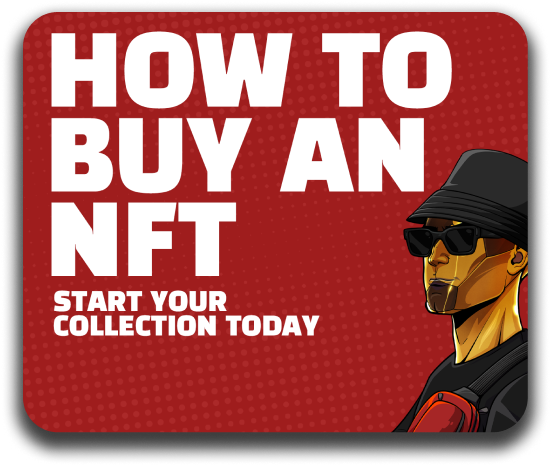 HOW TO
BUY AN
NFT
START YOUR
COLLECTION TODAY